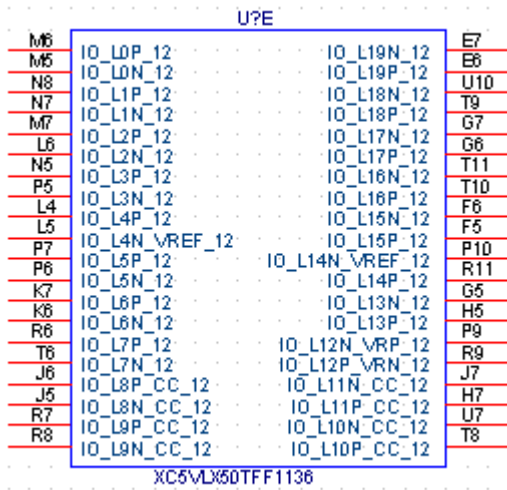 U?E
M6 IO_L0P_12 IO_L19N_12 E7
M5 IO_L0N_12 IO_L19P_12 E6
N8 IO_L1P_12 IO_L18N_12 U10
N7 IO_L1N_12 IO_L18P_12 T9
M7 IO_L2P_12 IO_L17N_12 G7
L6 IO_L2N_12 IO_L17P_12 G6
N5 IO_L3P_12 IO_L16N_12 T11
P5 IO_L3N_12 IO_L16P_12 T10
L4 IO_L4P_12 IO_L15N_12 F6
L5 IO_L4N_VREF_12 IO_L15P_12 F5
P7 IO_L5P_12 IO_L14N_VREF_12 P10
P6 IO_L5N_12 IO_L14P_12 R11
K7 IO_L6P_12 IO_L13N_12 G5
K6 IO_L6N_12 IO_L13P_12 H5
R6 IO_L7P_12 IO_L12N_VRP_12 P9
T6 IO_L7N_12 IO_L12P_VRN_12 R9
J6 IO_L8P_CC_12 IO_L11N_CC_12 J7
J5 IO_L8N_CC_12 IO_L11P_CC_12 H7
R7 IO_L9P_CC_12 IO_L10N_CC_12 U7
R8 IO_L9N_CC_12 IO_L10P_CC_12 T8
XC5VLX50TFF1136